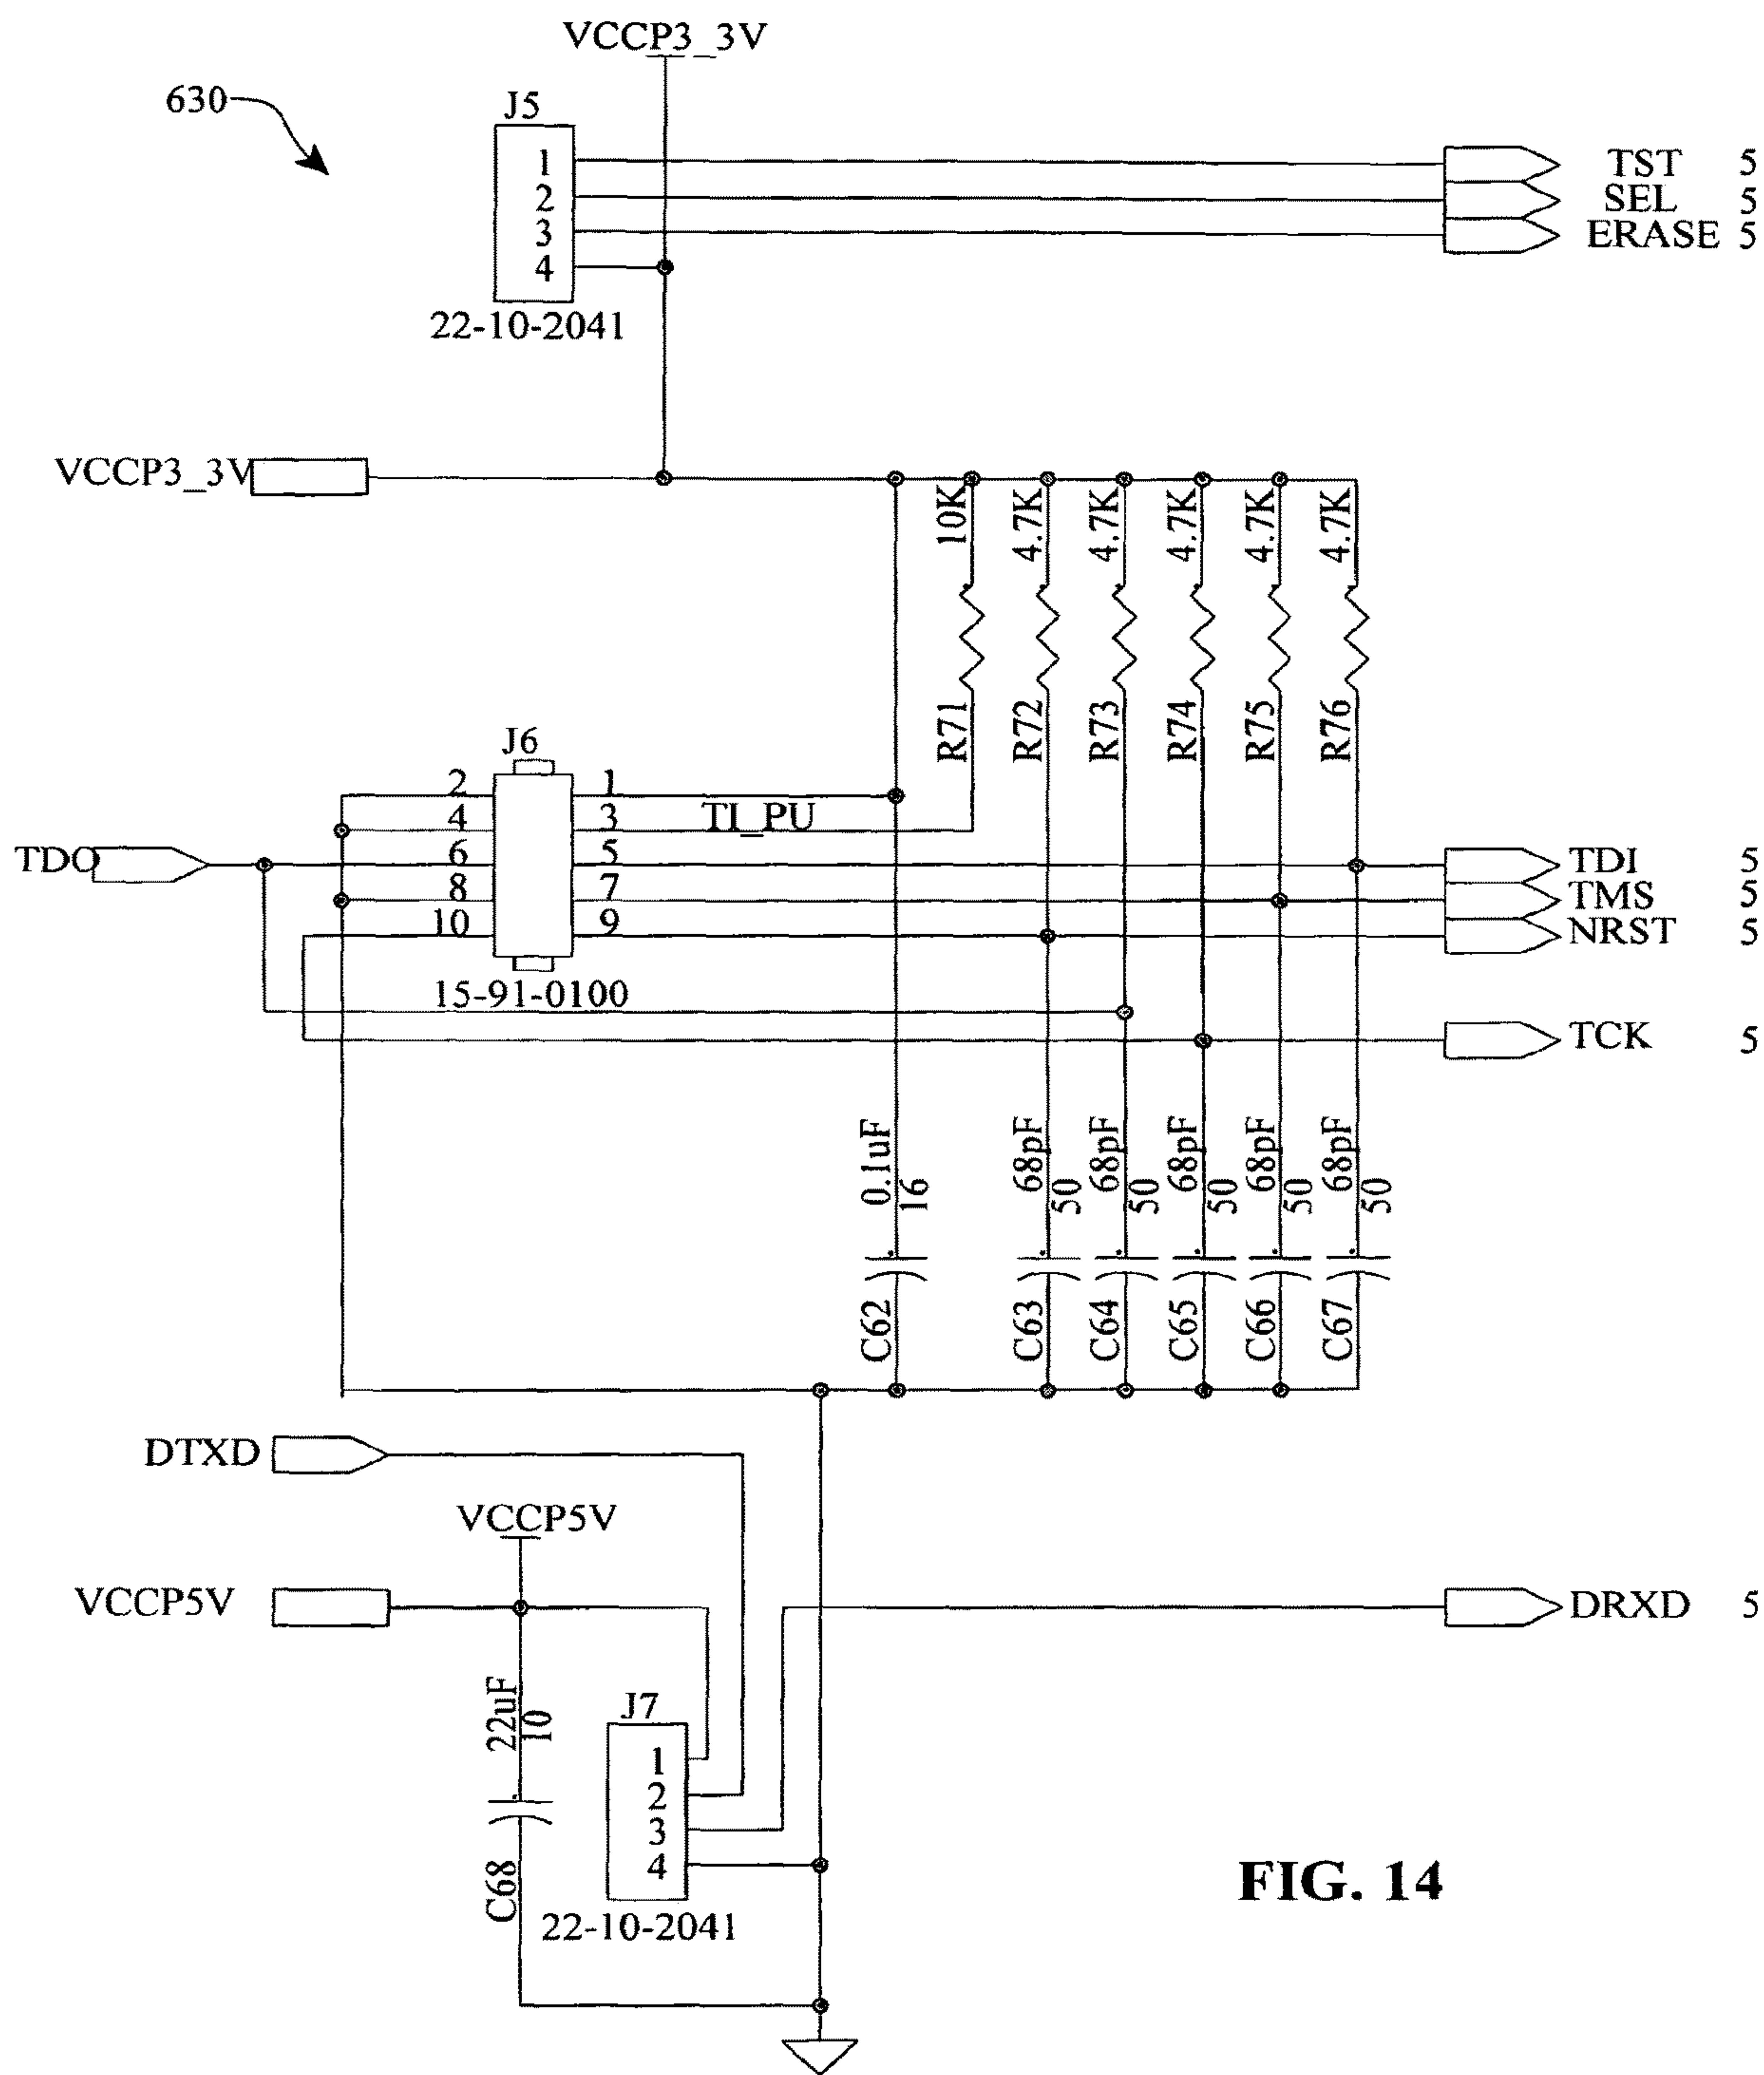 VCCP3_3V
630
J5
1
TST 5
2
SEL 5
3
ERASE 5
4
22-10-2041
VCCP3_3V
10K
4.7K
4.7K
4.7K
4.7K
4.7K
R71
R72
R73
R74
R75
R76
J6
2 1
4 3 TI_PU
TDO 6 5 TDI 5
8 7 TMS 5
10 9 NRST 5
15-91-0100
TCK 5
0.1uF 16
68pF 50
68pF 50
68pF 50
68pF 50
68pF 50
C62
C63
C64
C65
C66
C67
DTXD
VCCP5V
VCCP5V
DRXD 5
22uF 10
J7
1
2
3
4
C68
22-10-2041
FIG. 14